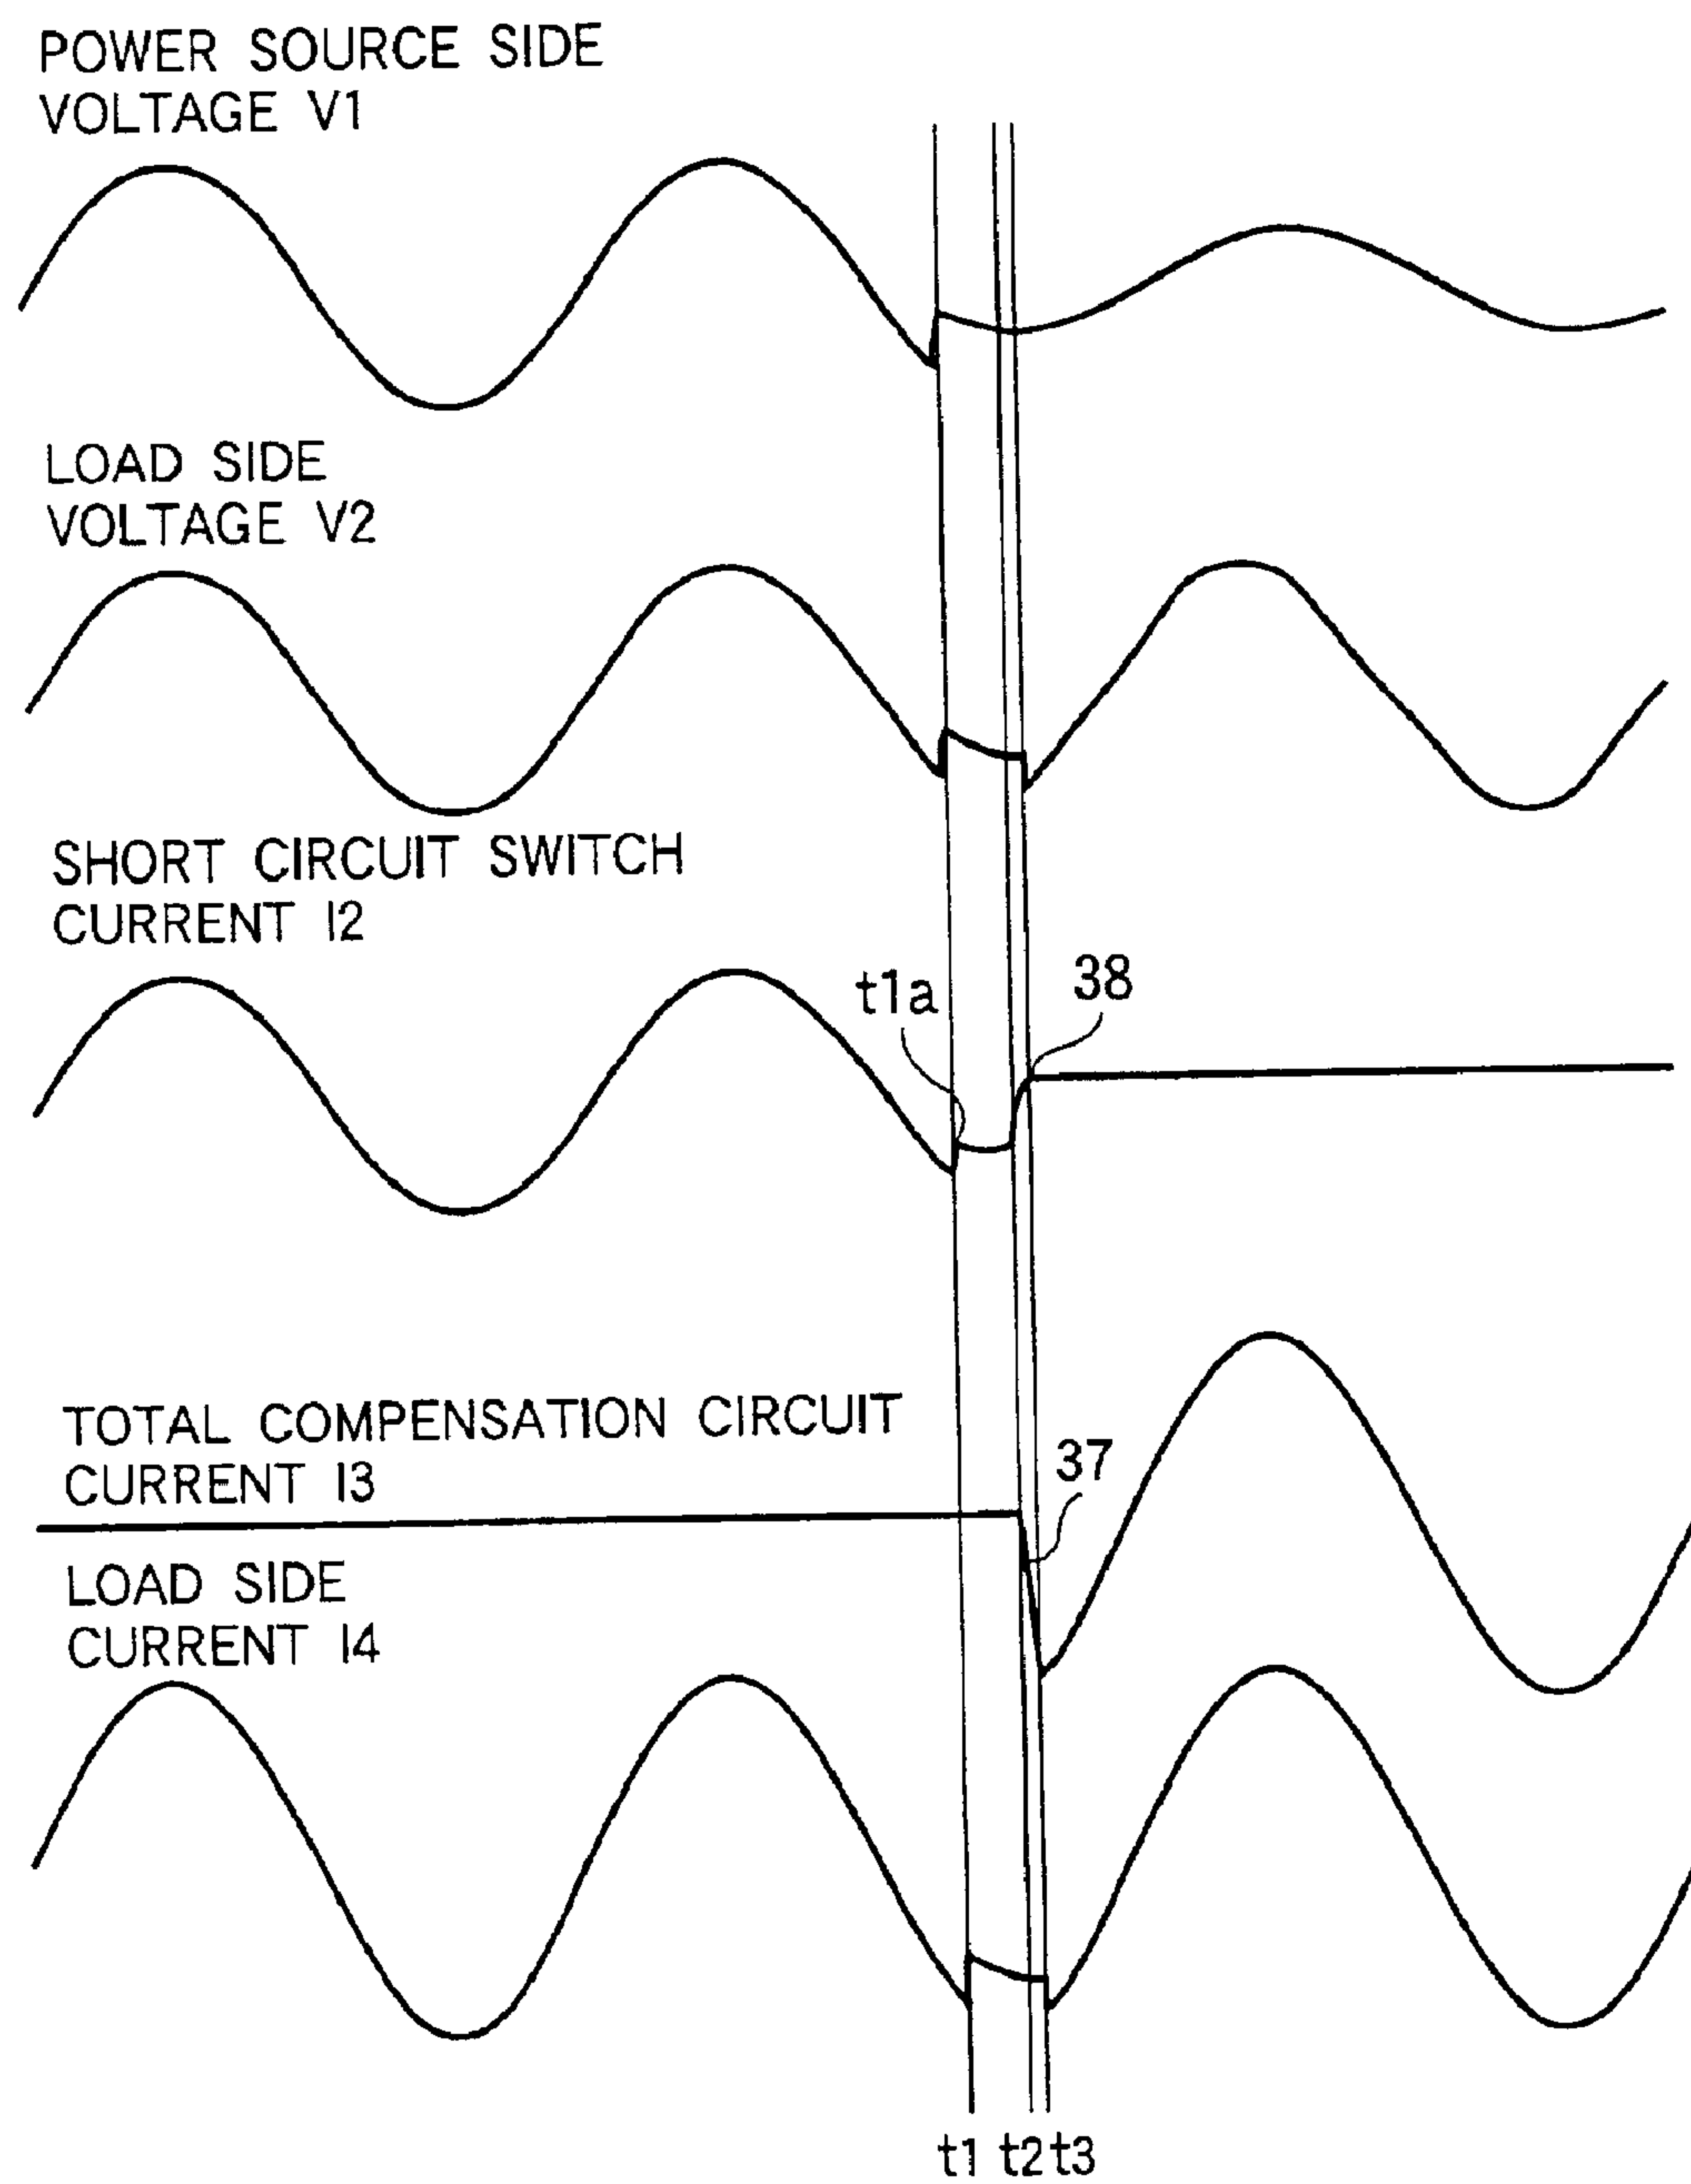 POWER SOURCE SIDE
VOLTAGE V1
LOAD SIDE
VOLTAGE V2
SHORT CIRCUIT SWITCH
CURRENT I2
t1a
38
TOTAL COMPENSATION CIRCUIT
CURRENT I3
37
LOAD SIDE
CURRENT I4
t1 t2 t3